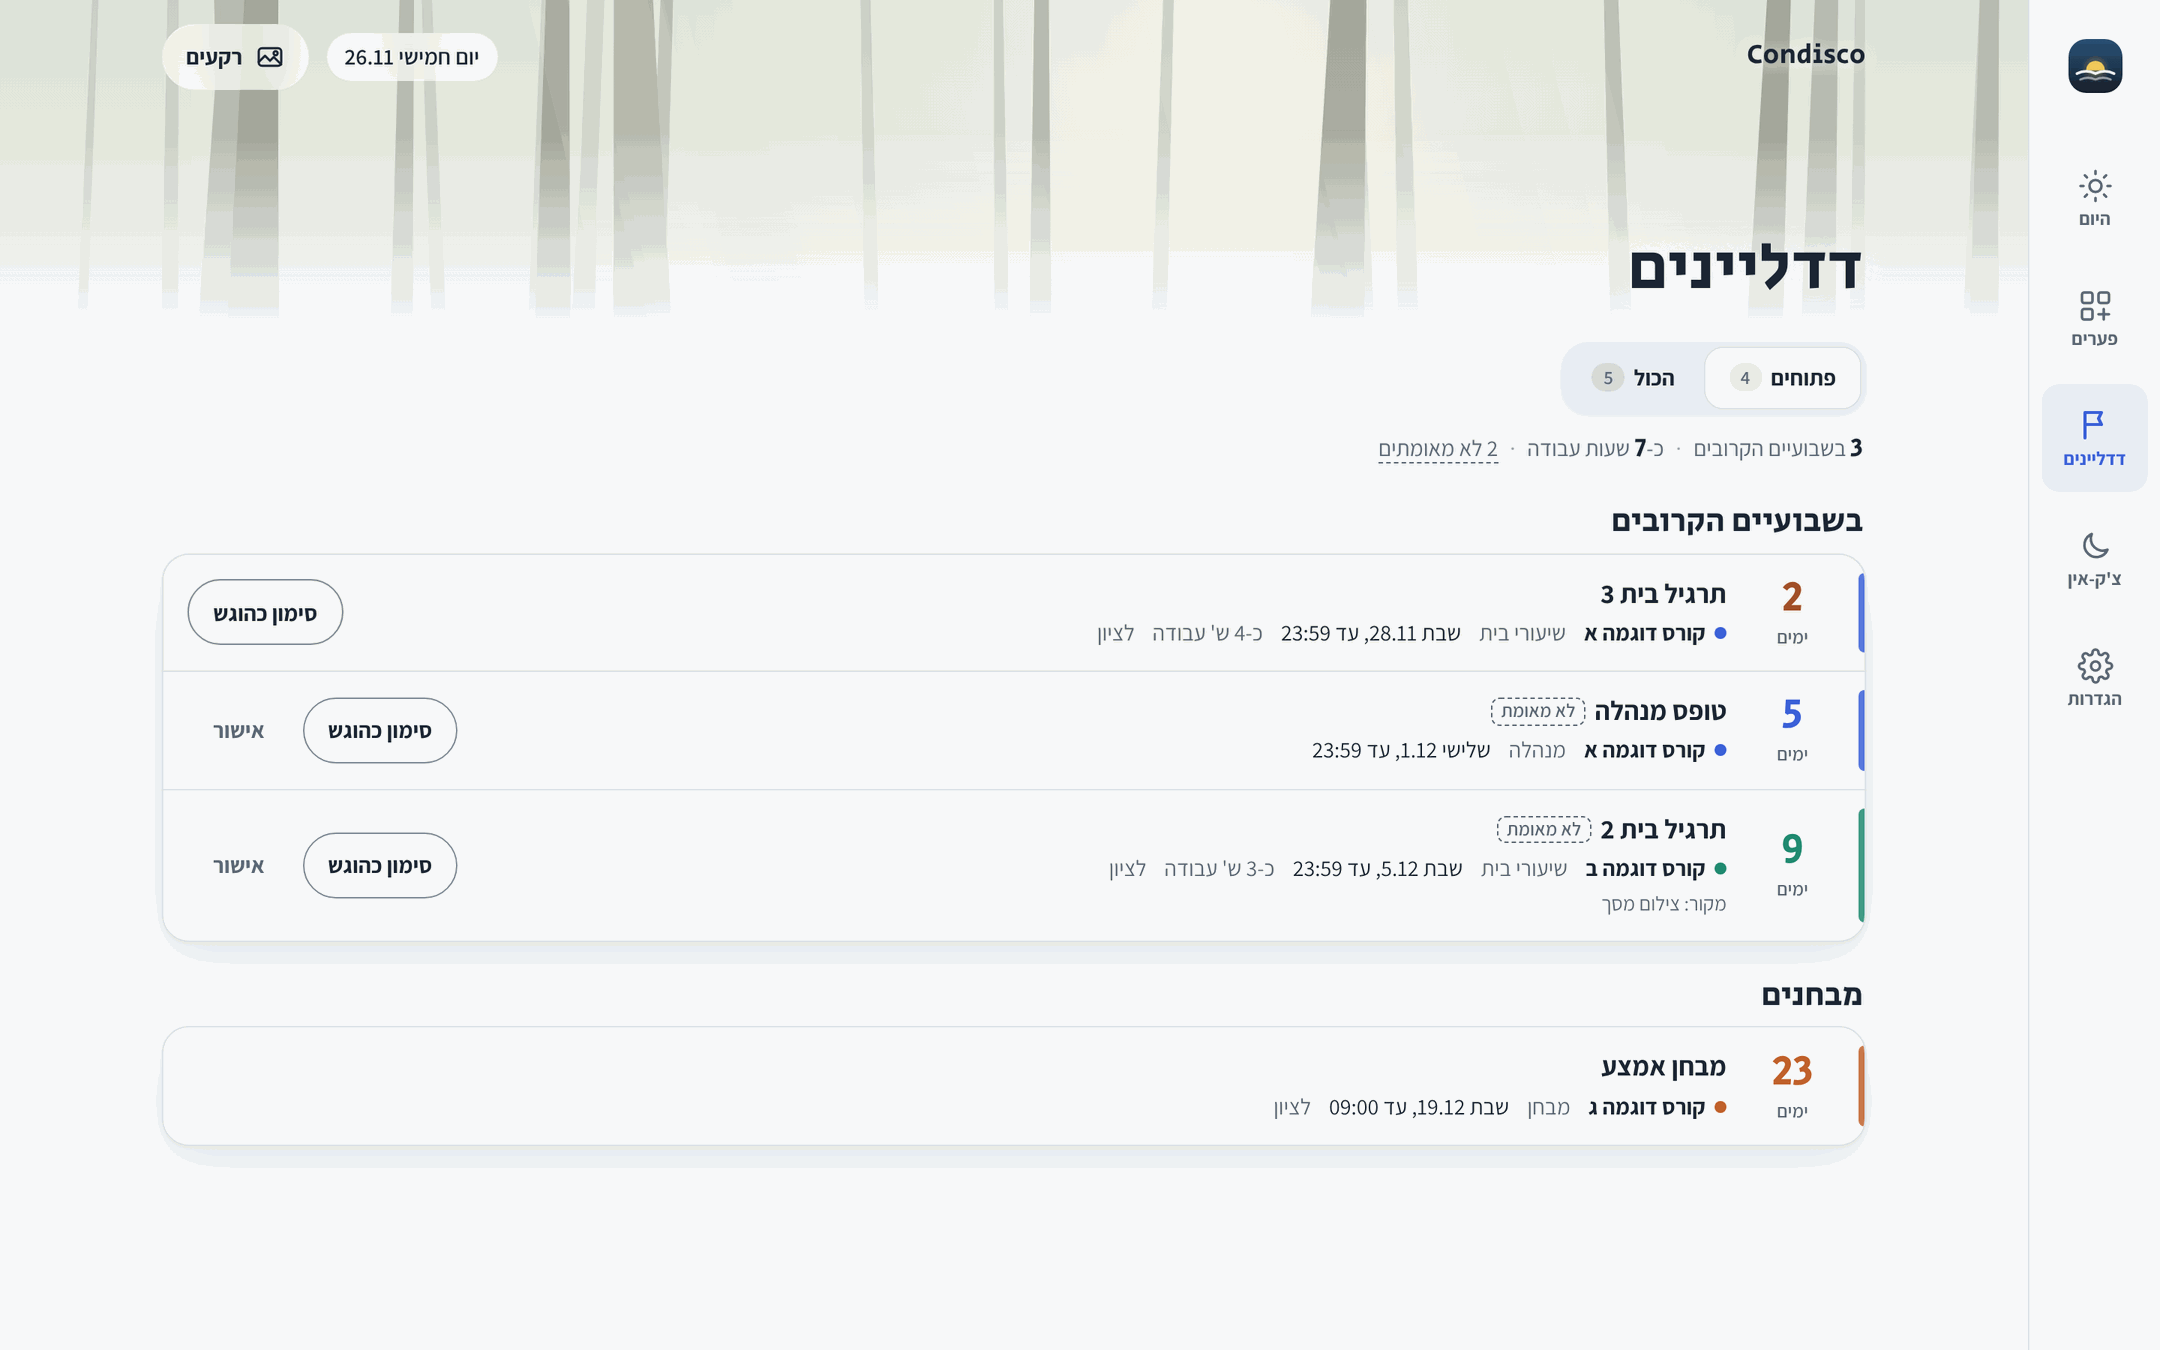 Condisco
יום חמישי 26.11
רקעים
היום
פערים
דדליינים
צ'ק-אין
הגדרות
דדליינים
פתוחים 4
הכול 5
3 בשבועיים הקרובים · כ-7 שעות עבודה · 2 לא מאומתים
בשבועיים הקרובים
2 ימים
תרגיל בית 3
קורס דוגמה א שיעורי בית שבת 28.11, עד 23:59 כ-4 ש' עבודה לציון
סימון כהוגש
5 ימים
טופס מנהלה לא מאומת
קורס דוגמה א מנהלה שלישי 1.12, עד 23:59
סימון כהוגש
אישור
9 ימים
תרגיל בית 2 לא מאומת
קורס דוגמה ב שיעורי בית שבת 5.12, עד 23:59 כ-3 ש' עבודה לציון
מקור: צילום מסך
סימון כהוגש
אישור
מבחנים
23 ימים
מבחן אמצע
קורס דוגמה ג מבחן שבת 19.12, עד 09:00 לציון